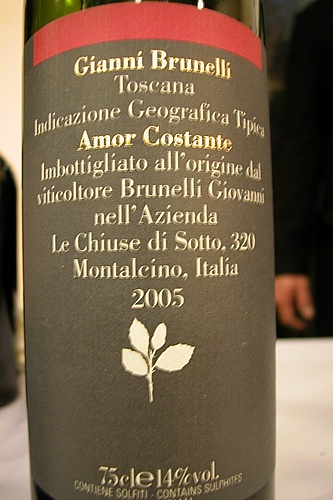 Gianni Brunelli
Toscana
Indicazione Geografica Tipica
Amor Costante
Imbottigliato all'origine dal
viticoltore Brunelli Giovanni
nell'Azienda
Le Chiuse di Sotto, 320
Montalcino, Italia
2005
75cl e 14% vol.
CONTIENE SOLFITI - CONTAINS SULPHITES